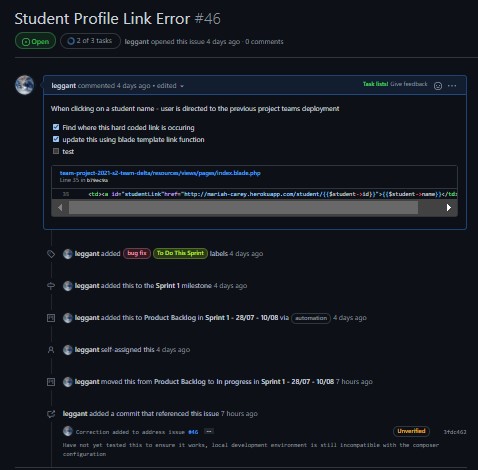 Student Profile Link Error #46
Open
2 of 3 tasks
leggant opened this issue 4 days ago · 0 comments
leggant commented 4 days ago • edited
Task lists! Give feedback
When clicking on a student name - user is directed to the previous project teams deployment
Find where this hard coded link is occuring
update this using blade template link function
test
team-project-2021-s2-team-delta/resources/views/pages/index.blade.php
Line 35 in
<td><a id="studentLink"href="http://mariah-carey.herokuapp.com/student/{{$student->id}}">{{$student->name}}</a></td>
leggant added bug fix To Do This Sprint labels 4 days ago
leggant added this to the Sprint 1 milestone 4 days ago
leggant added this to Product Backlog in Sprint 1 - 28/07 - 10/08 via automation 4 days ago
leggant self-assigned this 4 days ago
leggant moved this from Product Backlog to In progress in Sprint 1 - 28/07 - 10/08 7 hours ago
leggant added a commit that referenced this issue 7 hours ago
Correction added to address issue #46 ...
Unverified
3fdc462
Have not yet tested this to ensure it works, local development environment is still incompatible with the composer
configuration